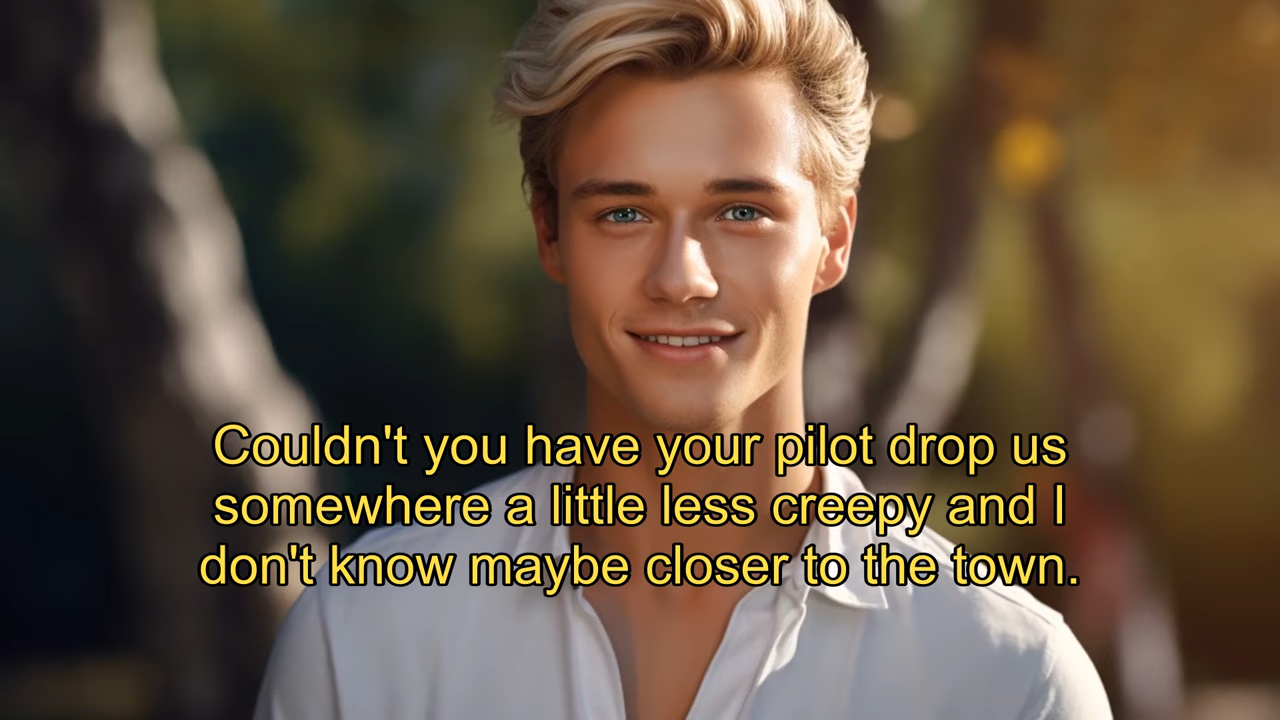 Couldn't you have your pilot drop us
somewhere a little less creepy and I
don't know maybe closer to the town.